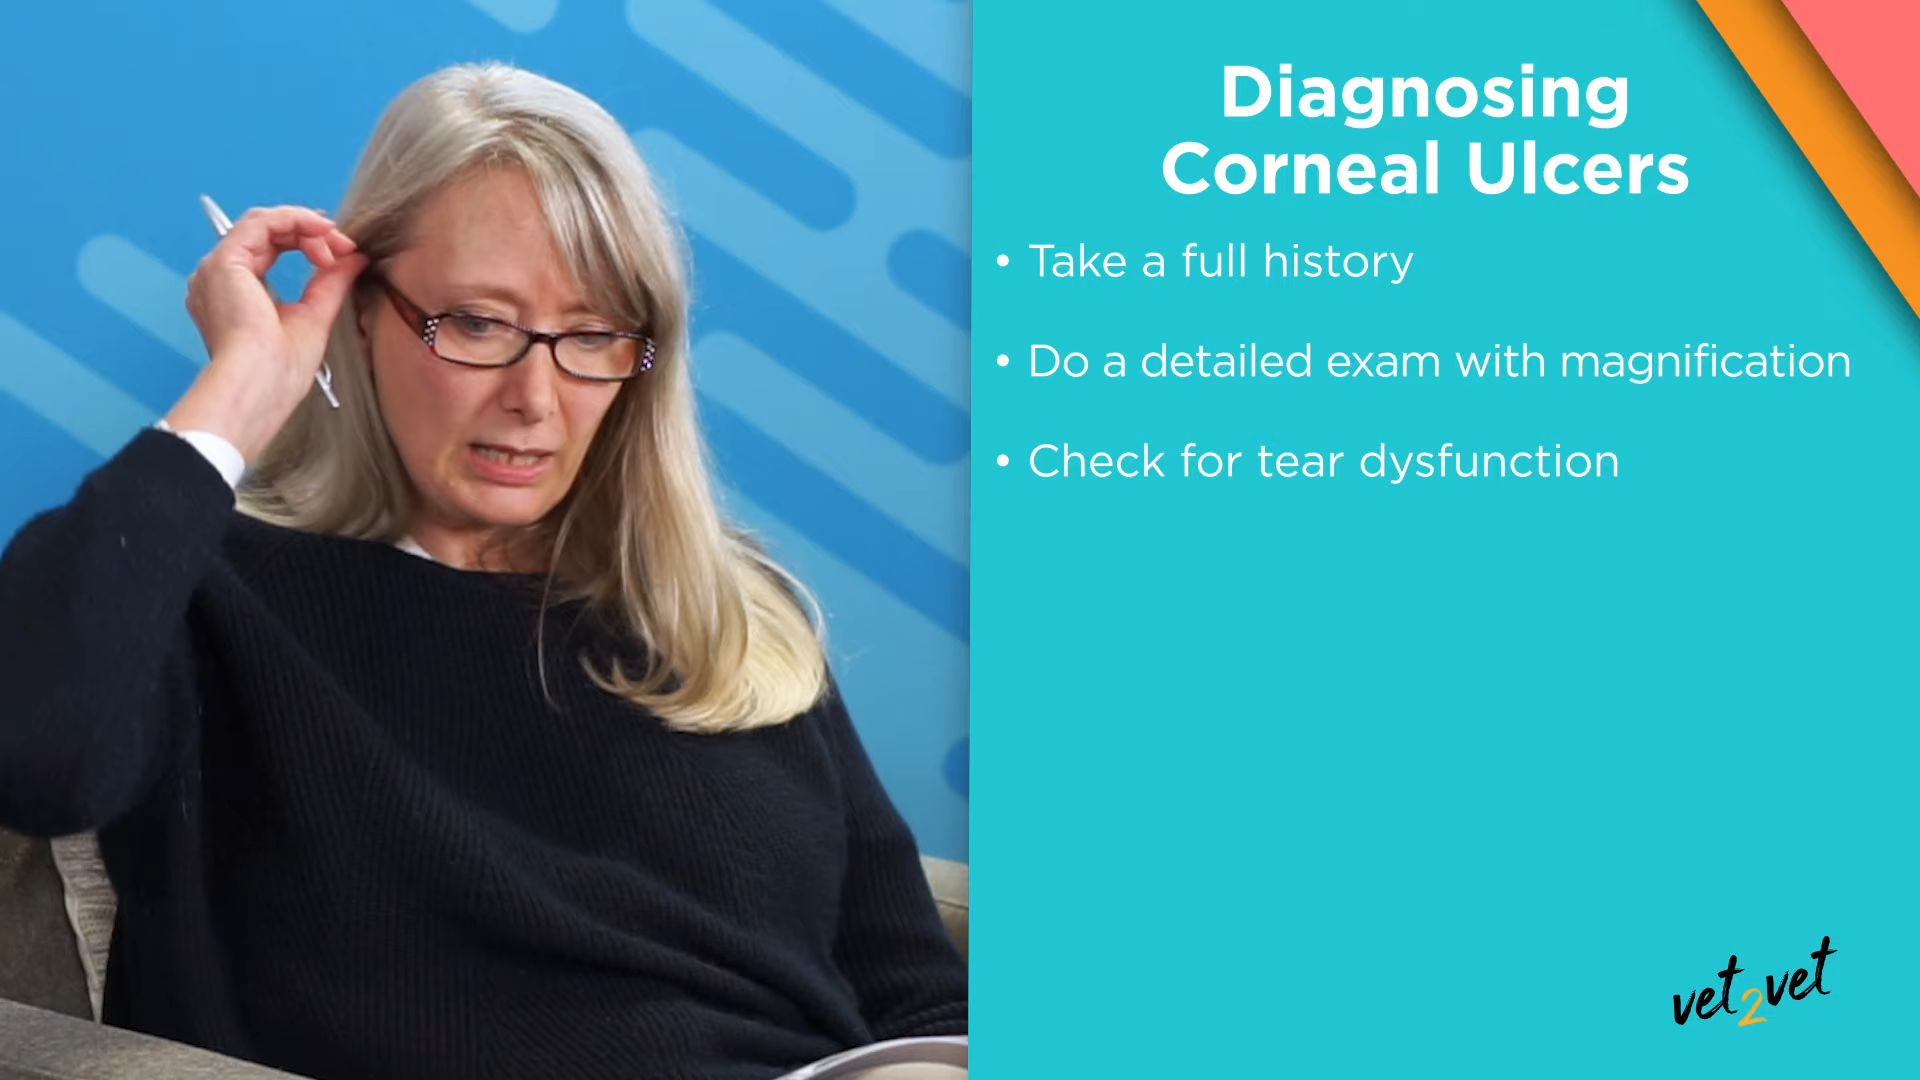 Diagnosing
Corneal Ulcers
• Take a full history
• Do a detailed exam with magnification
• Check for tear dysfunction
vet2vet